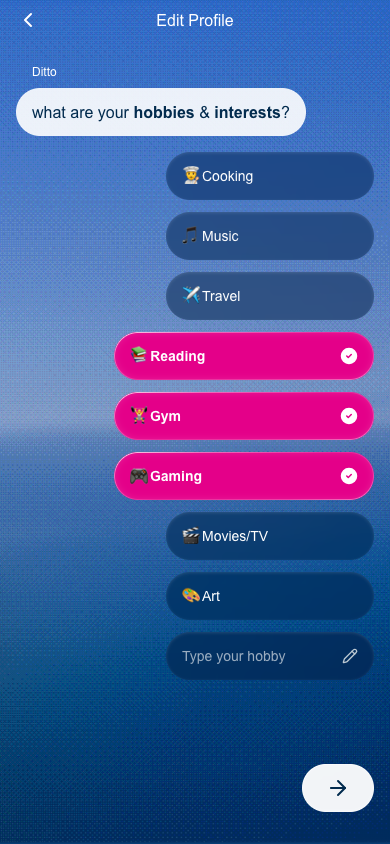 Edit Profile
Ditto
what are your hobbies & interests?
Cooking
Music
Travel
Reading
Gym
Gaming
Movies/TV
Art
Type your hobby